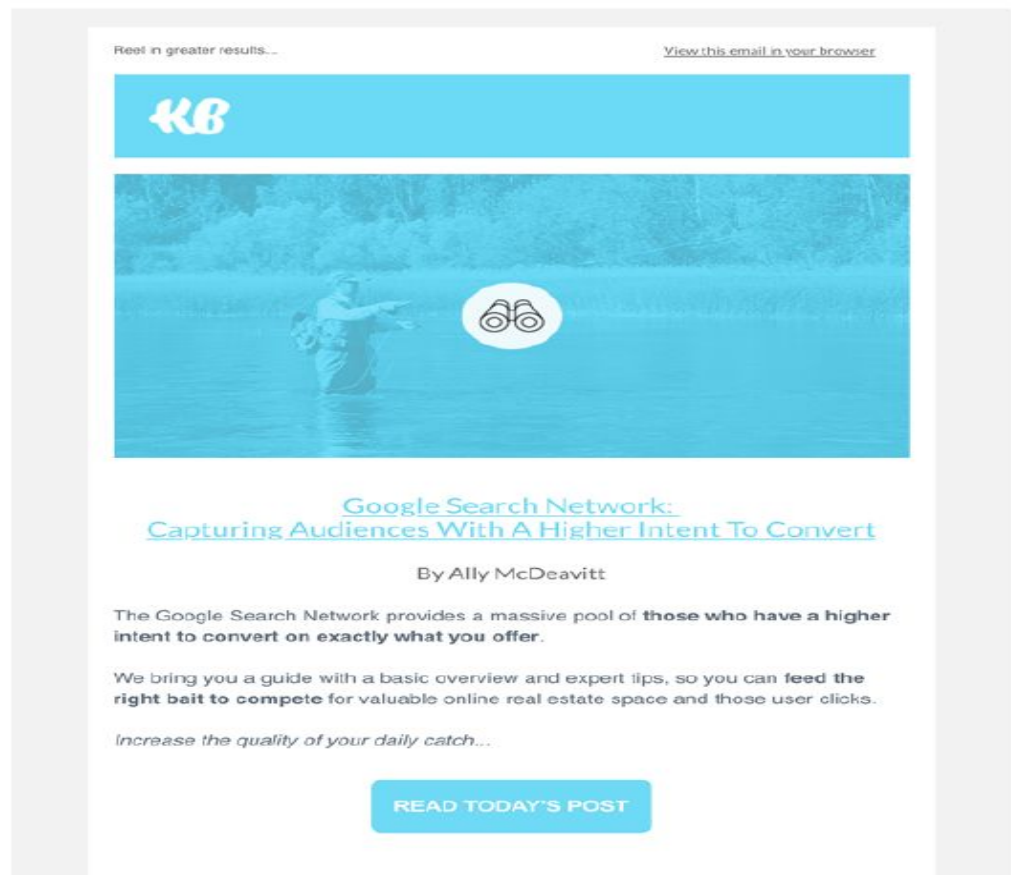 Reel in greater results...
View this email in your browser
KB
Google Search Network:
Capturing Audiences With A Higher Intent To Convert
By Ally McDeavitt
The Google Search Network provides a massive pool of those who have a higher
intent to convert on exactly what you offer.
We bring you a guide with a basic overview and expert tips, so you can feed the
right bait to compete for valuable online real estate space and those user clicks.
Increase the quality of your daily catch...
READ TODAY'S POST